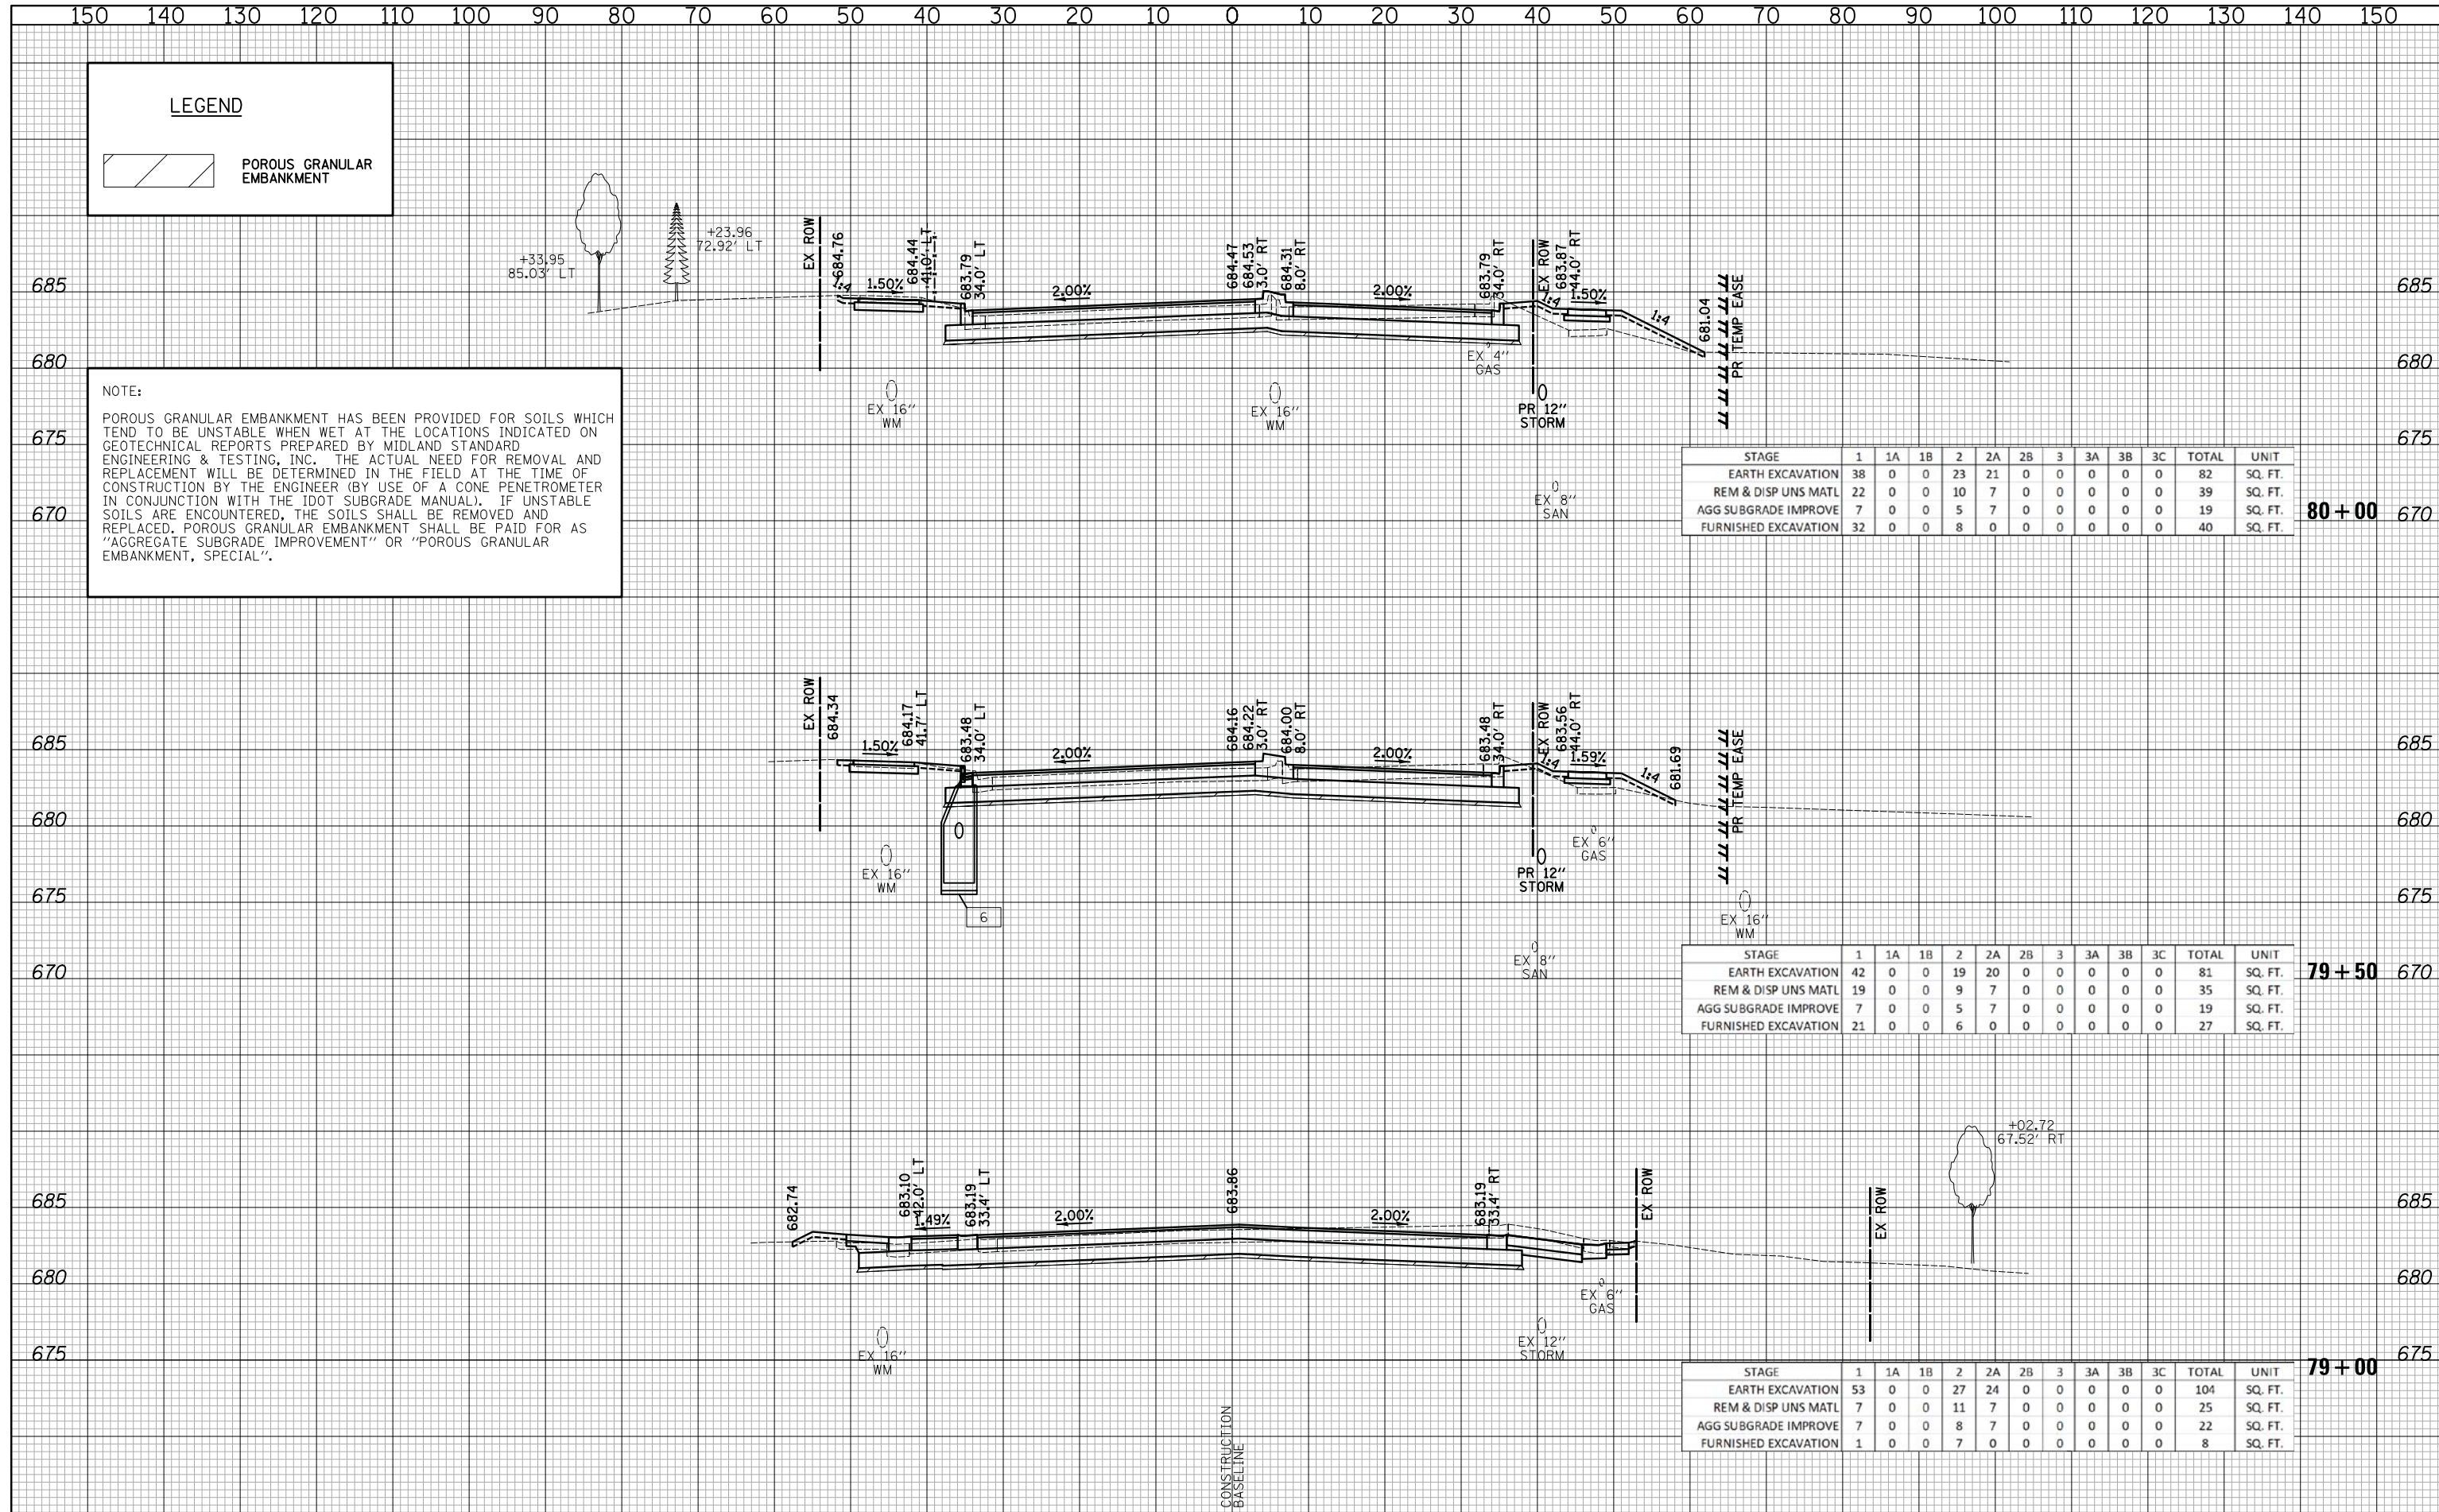 150 140 130 120 110 100 90 80 70 60 50 40 30 20 10 0 10 20 30 40 50 60 70 80 90 100 110 120 130 140 150
LEGEND
POROUS GRANULAR
EMBANKMENT
+33.95
85.03' LT
+23.96
72.92' LT
EX ROW
684.76
684.44
41.0' LT
683.79
34.0' LT
684.47
684.53
3.0' RT
684.31
8.0' RT
683.79
34.0' RT
EX ROW
683.87
44.0' RT
681.04
PR TEMP EASE
1:4
1.50%
2.00%
2.00%
1:4
1.50%
1:4
685 685
680 680
675 675
670 670
EX 16"
WM
EX 16"
WM
EX 4"
GAS
PR 12"
STORM
EX 8"
SAN
NOTE:
POROUS GRANULAR EMBANKMENT HAS BEEN PROVIDED FOR SOILS WHICH
TEND TO BE UNSTABLE WHEN WET AT THE LOCATIONS INDICATED ON
GEOTECHNICAL REPORTS PREPARED BY MIDLAND STANDARD
ENGINEERING & TESTING, INC. THE ACTUAL NEED FOR REMOVAL AND
REPLACEMENT WILL BE DETERMINED IN THE FIELD AT THE TIME OF
CONSTRUCTION BY THE ENGINEER (BY USE OF A CONE PENETROMETER
IN CONJUNCTION WITH THE IDOT SUBGRADE MANUAL). IF UNSTABLE
SOILS ARE ENCOUNTERED, THE SOILS SHALL BE REMOVED AND
REPLACED. POROUS GRANULAR EMBANKMENT SHALL BE PAID FOR AS
"AGGREGATE SUBGRADE IMPROVEMENT" OR "POROUS GRANULAR
EMBANKMENT, SPECIAL".
STAGE 1 1A 1B 2 2A 2B 3 3A 3B 3C TOTAL UNIT
EARTH EXCAVATION 38 0 0 23 21 0 0 0 0 0 82 SQ. FT.
REM & DISP UNS MATL 22 0 0 10 7 0 0 0 0 0 39 SQ. FT.
AGG SUBGRADE IMPROVE 7 0 0 5 7 0 0 0 0 0 19 SQ. FT.
FURNISHED EXCAVATION 32 0 0 8 0 0 0 0 0 0 40 SQ. FT.
80+00
EX ROW
684.34
684.17
41.7' LT
683.48
34.0' LT
684.16
684.22
3.0' RT
684.00
8.0' RT
683.48
34.0' RT
EX ROW
683.56
44.0' RT
681.69
PR TEMP EASE
1.50%
2.00%
2.00%
1:4
1.59%
1:4
685 685
680 680
675 675
670 670
EX 16"
WM
6
PR 12"
STORM
EX 6"
GAS
EX 8"
SAN
EX 16"
WM
STAGE 1 1A 1B 2 2A 2B 3 3A 3B 3C TOTAL UNIT
EARTH EXCAVATION 42 0 0 19 20 0 0 0 0 0 81 SQ. FT.
REM & DISP UNS MATL 19 0 0 9 7 0 0 0 0 0 35 SQ. FT.
AGG SUBGRADE IMPROVE 7 0 0 5 7 0 0 0 0 0 19 SQ. FT.
FURNISHED EXCAVATION 21 0 0 6 0 0 0 0 0 0 27 SQ. FT.
79+50
+02.72
67.52' RT
682.74
683.10
42.0' LT
683.19
33.4' LT
683.86
683.19
33.4' RT
EX ROW
EX ROW
1.49%
2.00%
2.00%
685 685
680 680
675 675
EX 16"
WM
EX 6"
GAS
EX 12"
STORM
STAGE 1 1A 1B 2 2A 2B 3 3A 3B 3C TOTAL UNIT
EARTH EXCAVATION 53 0 0 27 24 0 0 0 0 0 104 SQ. FT.
REM & DISP UNS MATL 7 0 0 11 7 0 0 0 0 0 25 SQ. FT.
AGG SUBGRADE IMPROVE 7 0 0 8 7 0 0 0 0 0 22 SQ. FT.
FURNISHED EXCAVATION 1 0 0 7 0 0 0 0 0 0 8 SQ. FT.
79+00
CONSTRUCTION
BASELINE